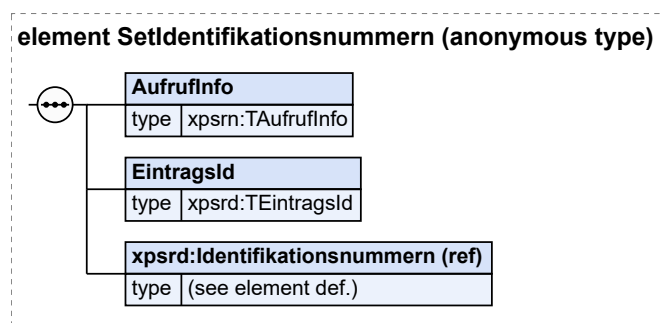 element SetIdentifikationsnummern (anonymous type)
AufrufInfo
type xpsrn:TAufrufInfo
EintragsId
type xpsrd:TEintragsId
xpsrd:Identifikationsnummern (ref)
type (see element def.)